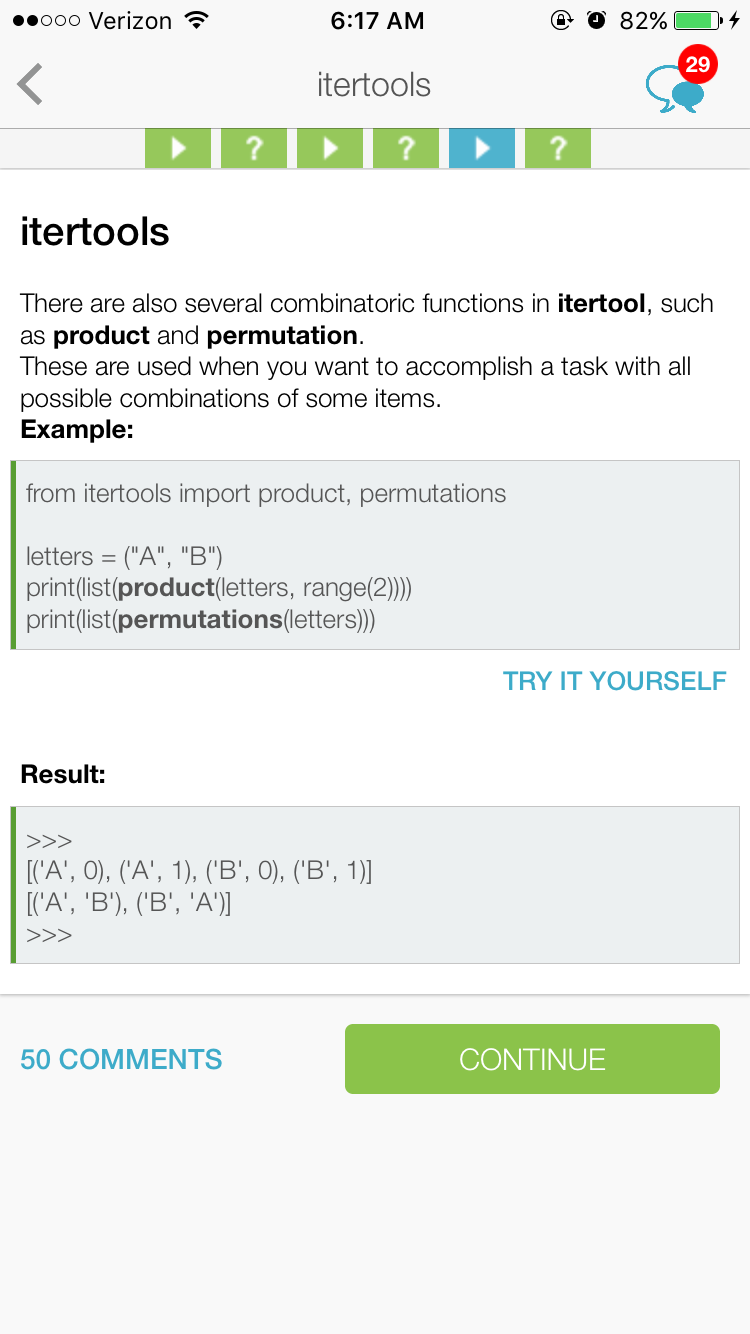 Verizon 6:17 AM 82%
itertools
29
? ? ?
itertools
There are also several combinatoric functions in itertool, such
as product and permutation.
These are used when you want to accomplish a task with all
possible combinations of some items.
Example:
from itertools import product, permutations
letters = ("A", "B")
print(list(product(letters, range(2))))
print(list(permutations(letters)))
TRY IT YOURSELF
Result:
>>>
[('A', 0), ('A', 1), ('B', 0), ('B', 1)]
[('A', 'B'), ('B', 'A')]
>>>
50 COMMENTS
CONTINUE